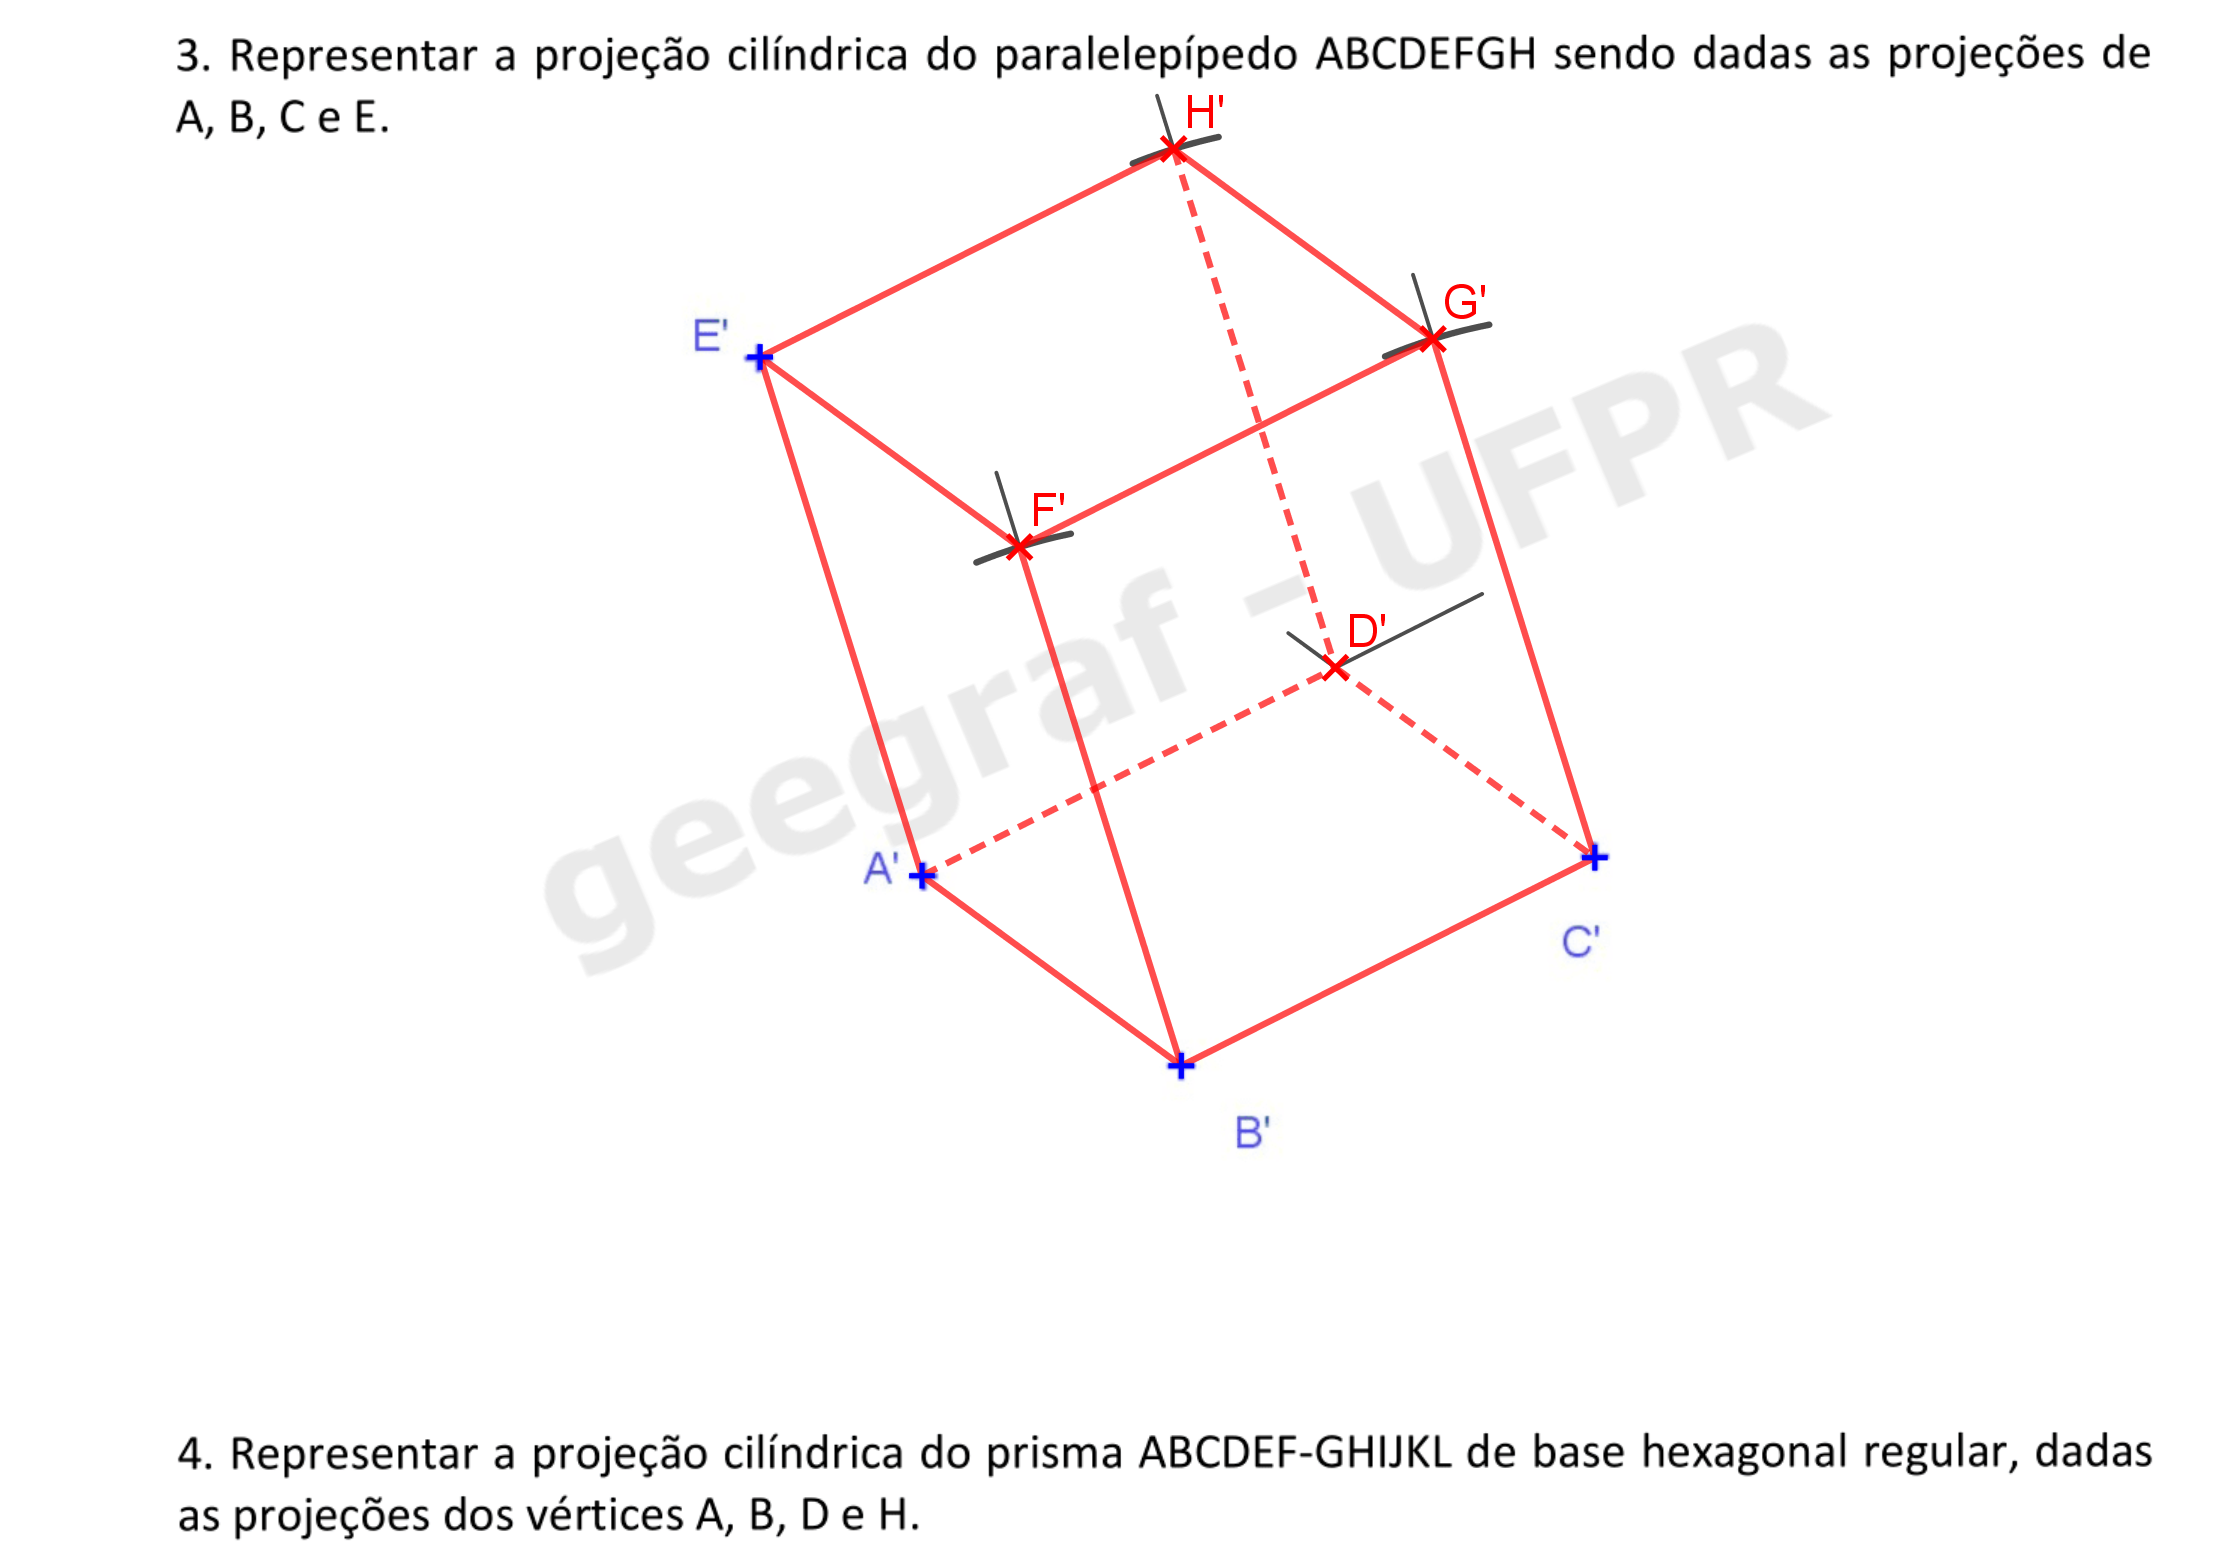 3. Representar a projeção cilíndrica do paralelepípedo ABCDEFGH sendo dadas as projeções de
A, B, C e E.
H'
G'
E'
F'
D'
geegraf - UFPR
A'
C'
B'
4. Representar a projeção cilíndrica do prisma ABCDEF-GHIJKL de base hexagonal regular, dadas
as projeções dos vértices A, B, D e H.